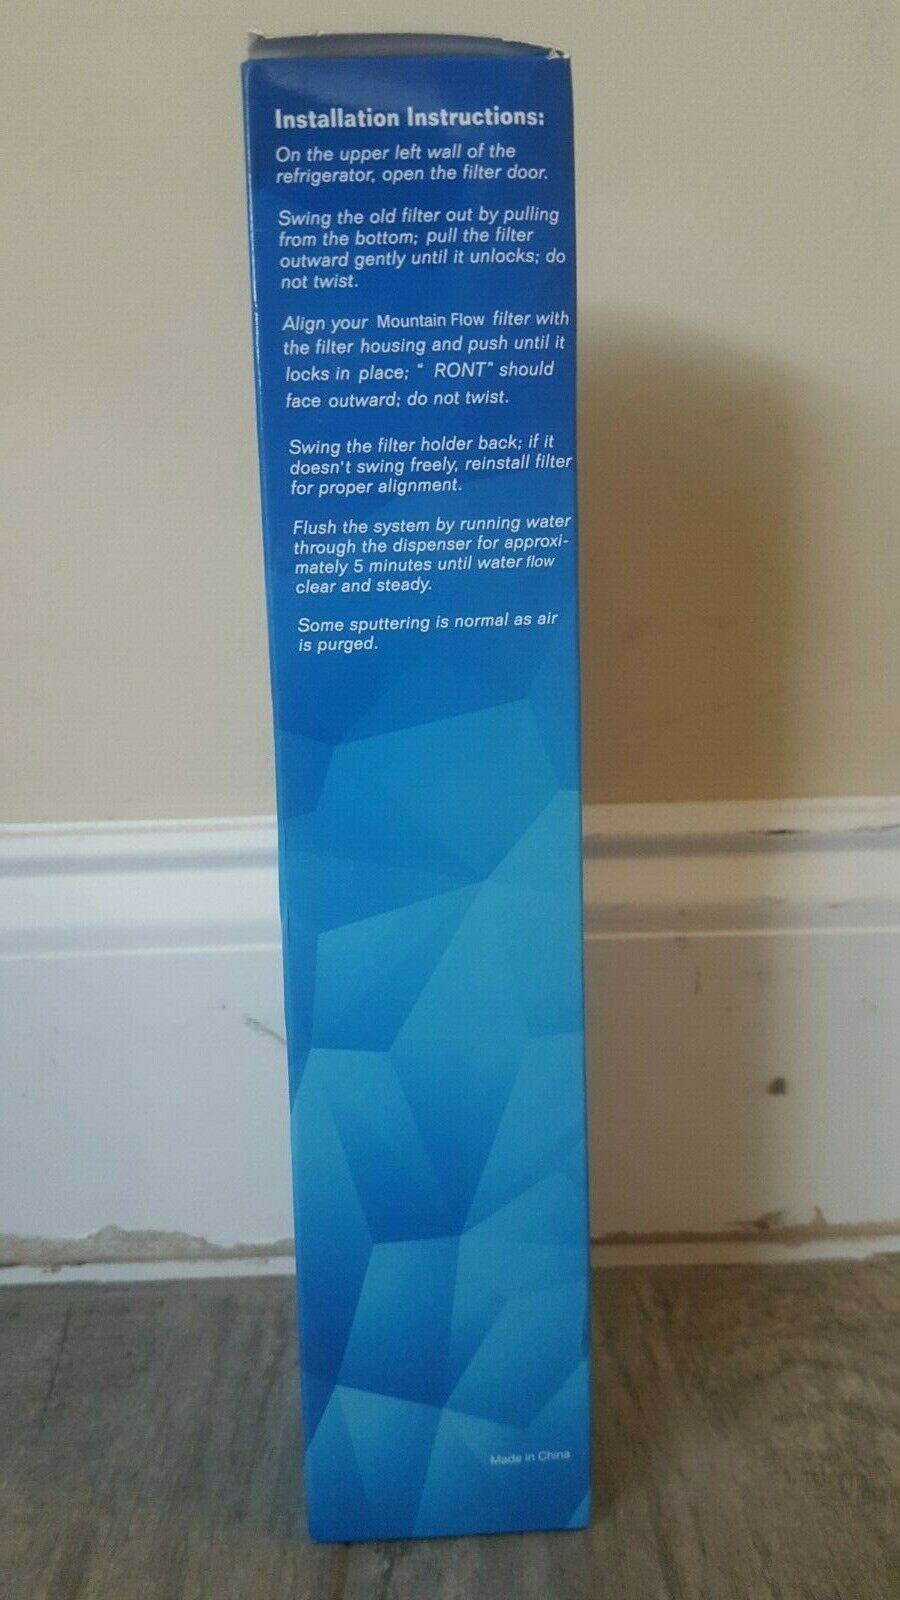 Installation Instructions:
On the upper left wall of the
refrigerator, open the filter door.
Swing the old filter out by pulling
from the bottom; pull the filter
outward gently until it unlocks; do
not twist.
Align your Mountain Flow filter with
the filter housing and push until it
locks in place; " RONT" should
face outward; do not twist.
Swing the filter holder back; if it
doesn't swing freely, reinstall filter
for proper alignment.
Flush the system by running water
through the dispenser for approxi-
mately 5 minutes until water flow
clear and steady.
Some sputtering is normal as air
is purged.
Made in China